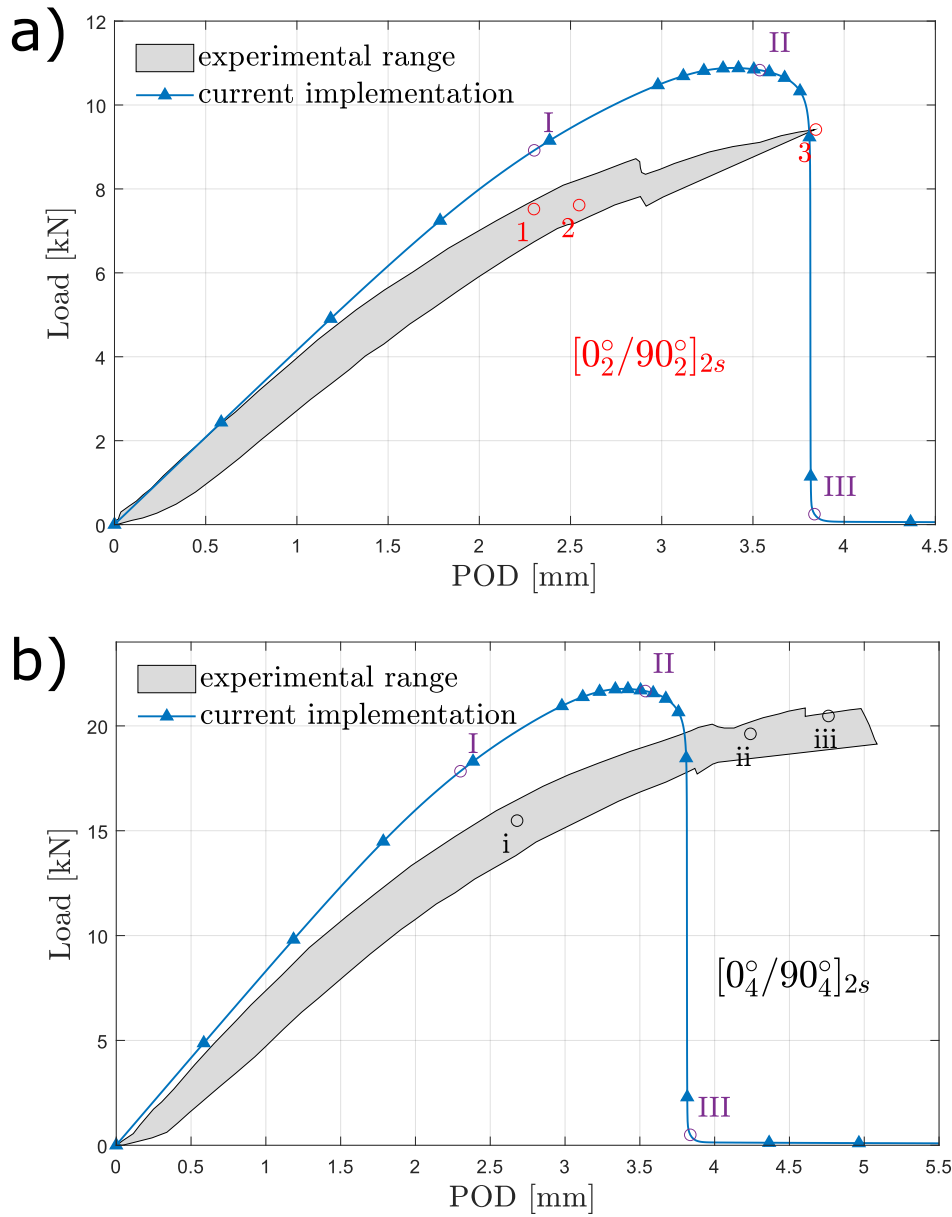 a)
12
10
8
6
4
2
0
Load [kN]
experimental range
current implementation
I
II
III
1
2
3
[0°₂/90°₂]₂ₛ
0
0.5
1
1.5
2
2.5
3
3.5
4
4.5
POD [mm]
b)
20
15
10
5
0
Load [kN]
experimental range
current implementation
I
II
III
i
ii
iii
[0°₄/90°₄]₂ₛ
0
0.5
1
1.5
2
2.5
3
3.5
4
4.5
5
5.5
POD [mm]